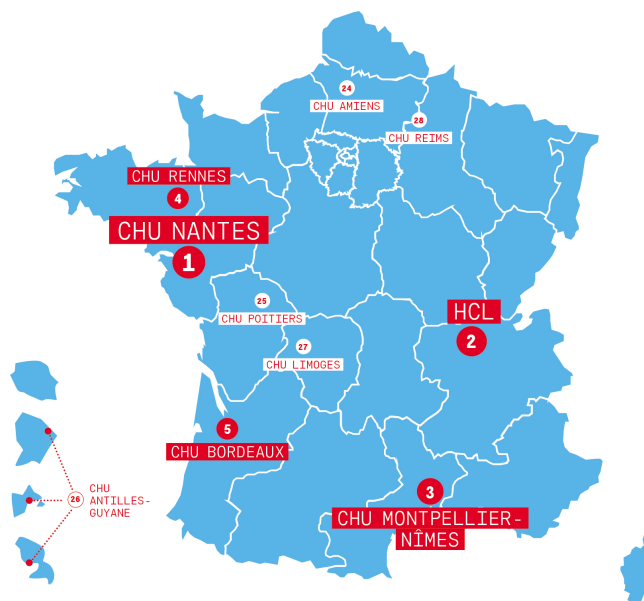 24
CHU AMIENS
28
CHU REIMS
CHU RENNES
4
CHU NANTES
1
25
CHU POITIERS
HCL
2
27
CHU LIMOGES
5
CHU BORDEAUX
3
CHU MONTPELLIER-
NÎMES
26
CHU
ANTILLES-
GUYANE